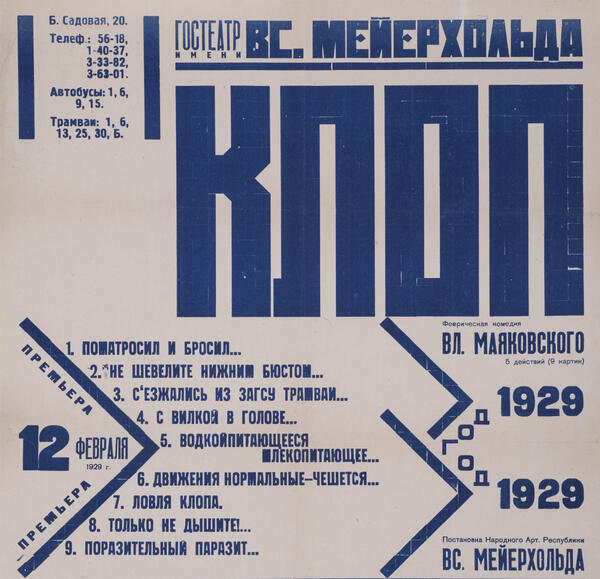 Б. Садовая, 20.
Телеф.: 56-18,
1-40-37,
3-33-82,
3-63-01.
Автобусы: 1, 6,
9, 15.
Трамваи: 1, 6,
13, 25, 30, Б.
ГОСТЕАТР
ИМЕНИ
ВС. МЕЙЕРХОЛЬДА
КЛОП
Феерическая комедия
ВЛ. МАЯКОВСКОГО
5 действий (9 картин)
ПРЕМЬЕРА
12 ФЕВРАЛЯ
1929 г.
ПРЕМЬЕРА
1. ПОМАТРОСИЛ И БРОСИЛ...
2. НЕ ШЕВЕЛИТЕ НИЖНИМ БЮСТОМ...
3. С'ЕЗЖАЛИСЬ ИЗ ЗАГСУ ТРАМВАИ...
4. С ВИЛКОЙ В ГОЛОВЕ...
5. ВОДКОЙПИТАЮЩЕЕСЯ
МЛЕКОПИТАЮЩЕЕ...
6. ДВИЖЕНИЯ НОРМАЛЬНЫЕ–ЧЕШЕТСЯ...
7. ЛОВЛЯ КЛОПА.
8. ТОЛЬКО НЕ ДЫШИТЕ!...
9. ПОРАЗИТЕЛЬНЫЙ ПАРАЗИТ...
1929
ДО
ГОД
1929
Постановка Народного Арт. Республики
ВС. МЕЙЕРХОЛЬДА